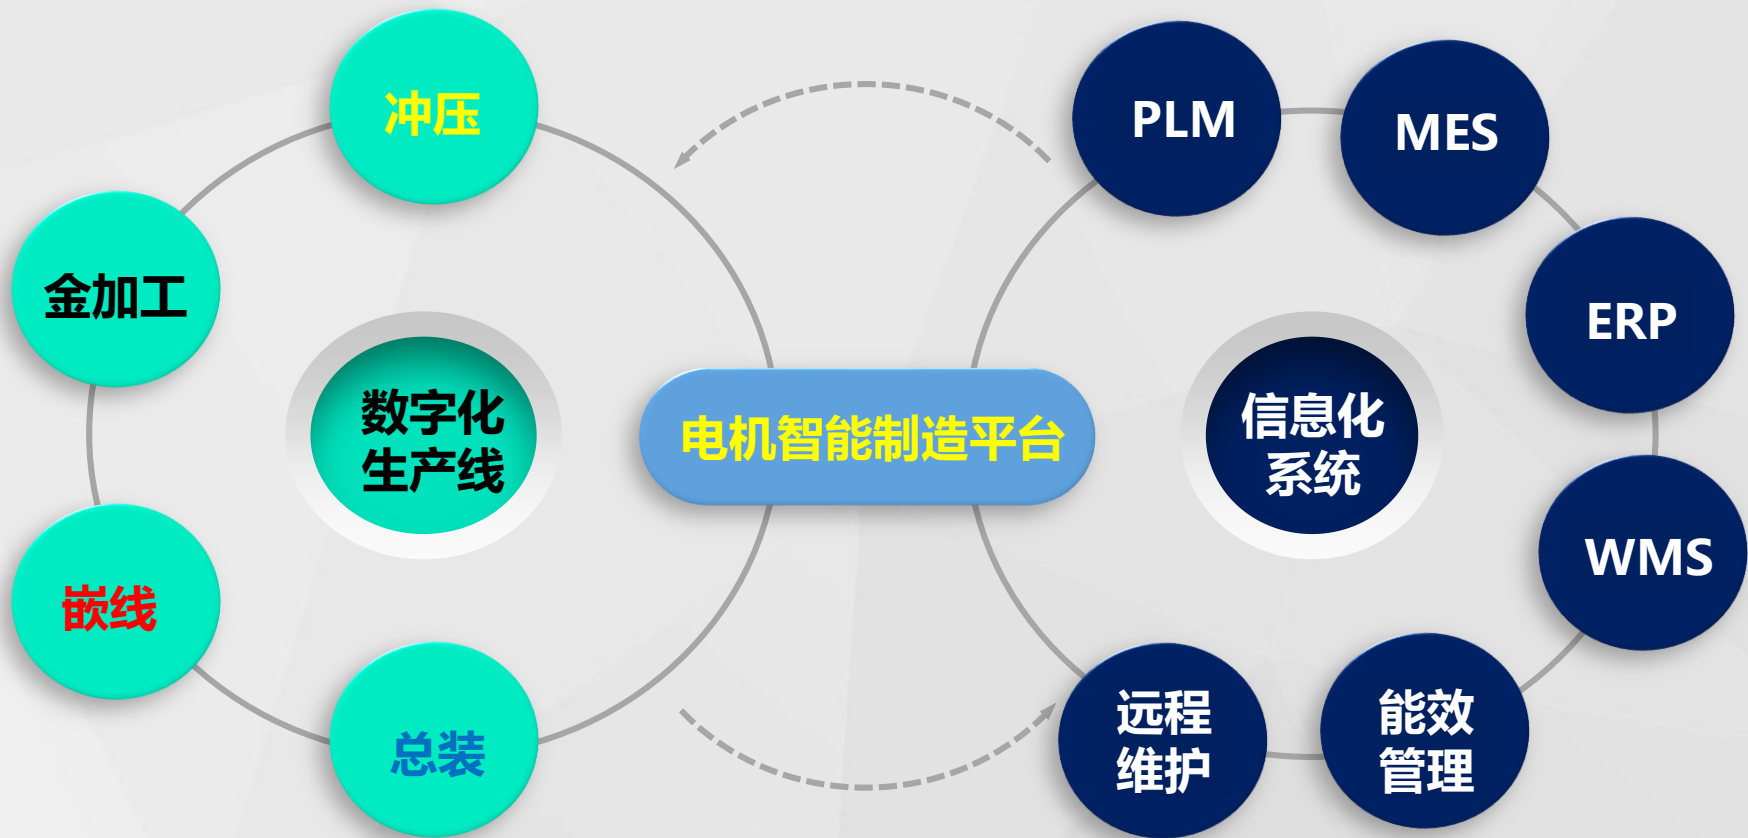 冲压
金加工
数字化
生产线
嵌线
总装
电机智能制造平台
PLM
MES
ERP
信息化
系统
WMS
远程
维护
能效
管理